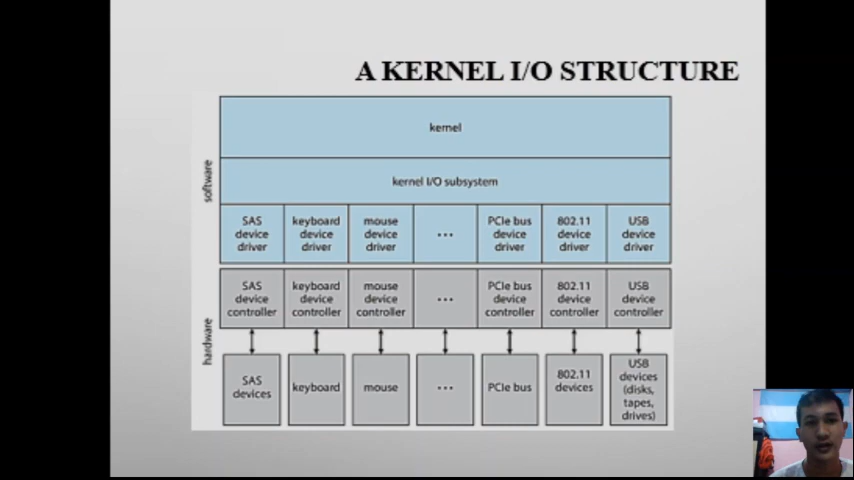 A KERNEL I/O STRUCTURE
software
kernel
kernel I/O subsystem
SAS
device
driver
keyboard
device
driver
mouse
device
driver
...
PCIe bus
device
driver
802.11
device
driver
USB
device
driver
hardware
SAS
device
controller
keyboard
device
controller
mouse
device
controller
...
PCIe bus
device
controller
802.11
device
controller
USB
device
controller
SAS
devices
keyboard
mouse
...
PCIe bus
802.11
devices
USB
devices
(disks,
tapes,
drives)